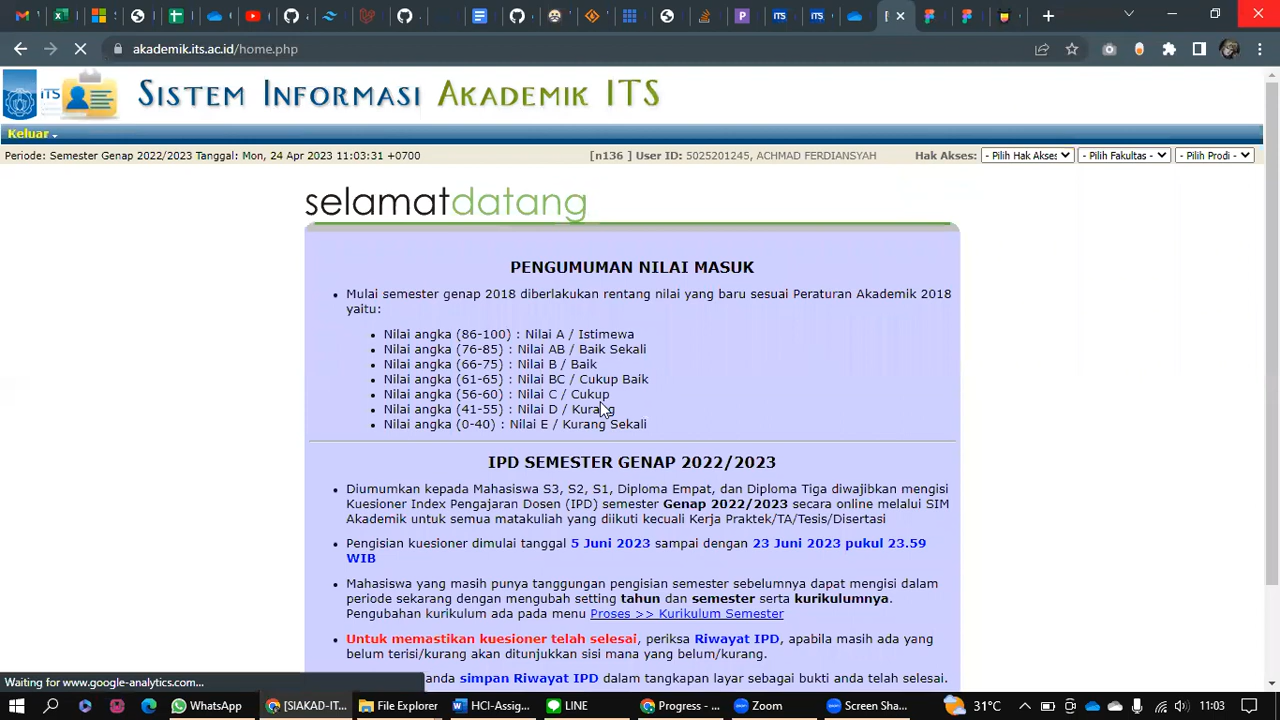 akademik.its.ac.id/home.php
ITS
SISTEM INFORMASI AKADEMIK ITS
Keluar
Periode: Semester Genap 2022/2023 Tanggal: Mon, 24 Apr 2023 11:03:31 +0700 [n136 ] User ID: 5025201245, ACHMAD FERDIANSYAH Hak Akses: - Pilih Hak Akses - Pilih Fakultas - - Pilih Prodi -
selamatdatang
PENGUMUMAN NILAI MASUK
Mulai semester genap 2018 diberlakukan rentang nilai yang baru sesuai Peraturan Akademik 2018
yaitu:
Nilai angka (86-100) : Nilai A / Istimewa
Nilai angka (76-85) : Nilai AB / Baik Sekali
Nilai angka (66-75) : Nilai B / Baik
Nilai angka (61-65) : Nilai BC / Cukup Baik
Nilai angka (56-60) : Nilai C / Cukup
Nilai angka (41-55) : Nilai D / Kurang
Nilai angka (0-40) : Nilai E / Kurang Sekali
IPD SEMESTER GENAP 2022/2023
Diumumkan kepada Mahasiswa S3, S2, S1, Diploma Empat, dan Diploma Tiga diwajibkan mengisi
Kuesioner Index Pengajaran Dosen (IPD) semester Genap 2022/2023 secara online melalui SIM
Akademik untuk semua matakuliah yang diikuti kecuali Kerja Praktek/TA/Tesis/Disertasi
Pengisian kuesioner dimulai tanggal 5 Juni 2023 sampai dengan 23 Juni 2023 pukul 23.59
WIB
Mahasiswa yang masih punya tanggungan pengisian semester sebelumnya dapat mengisi dalam
periode sekarang dengan mengubah setting tahun dan semester serta kurikulumnya.
Pengubahan kurikulum ada pada menu Proses >> Kurikulum Semester
Untuk memastikan kuesioner telah selesai, periksa Riwayat IPD, apabila masih ada yang
belum terisi/kurang akan ditunjukkan sisi mana yang belum/kurang.
anda simpan Riwayat IPD dalam tangkapan layar sebagai bukti anda telah selesai.
Waiting for www.google-analytics.com...
WhatsApp [SIAKAD-IT... File Explorer HCI-Assig... LINE Progress - ... Zoom Screen Sha... 31°C 11:03